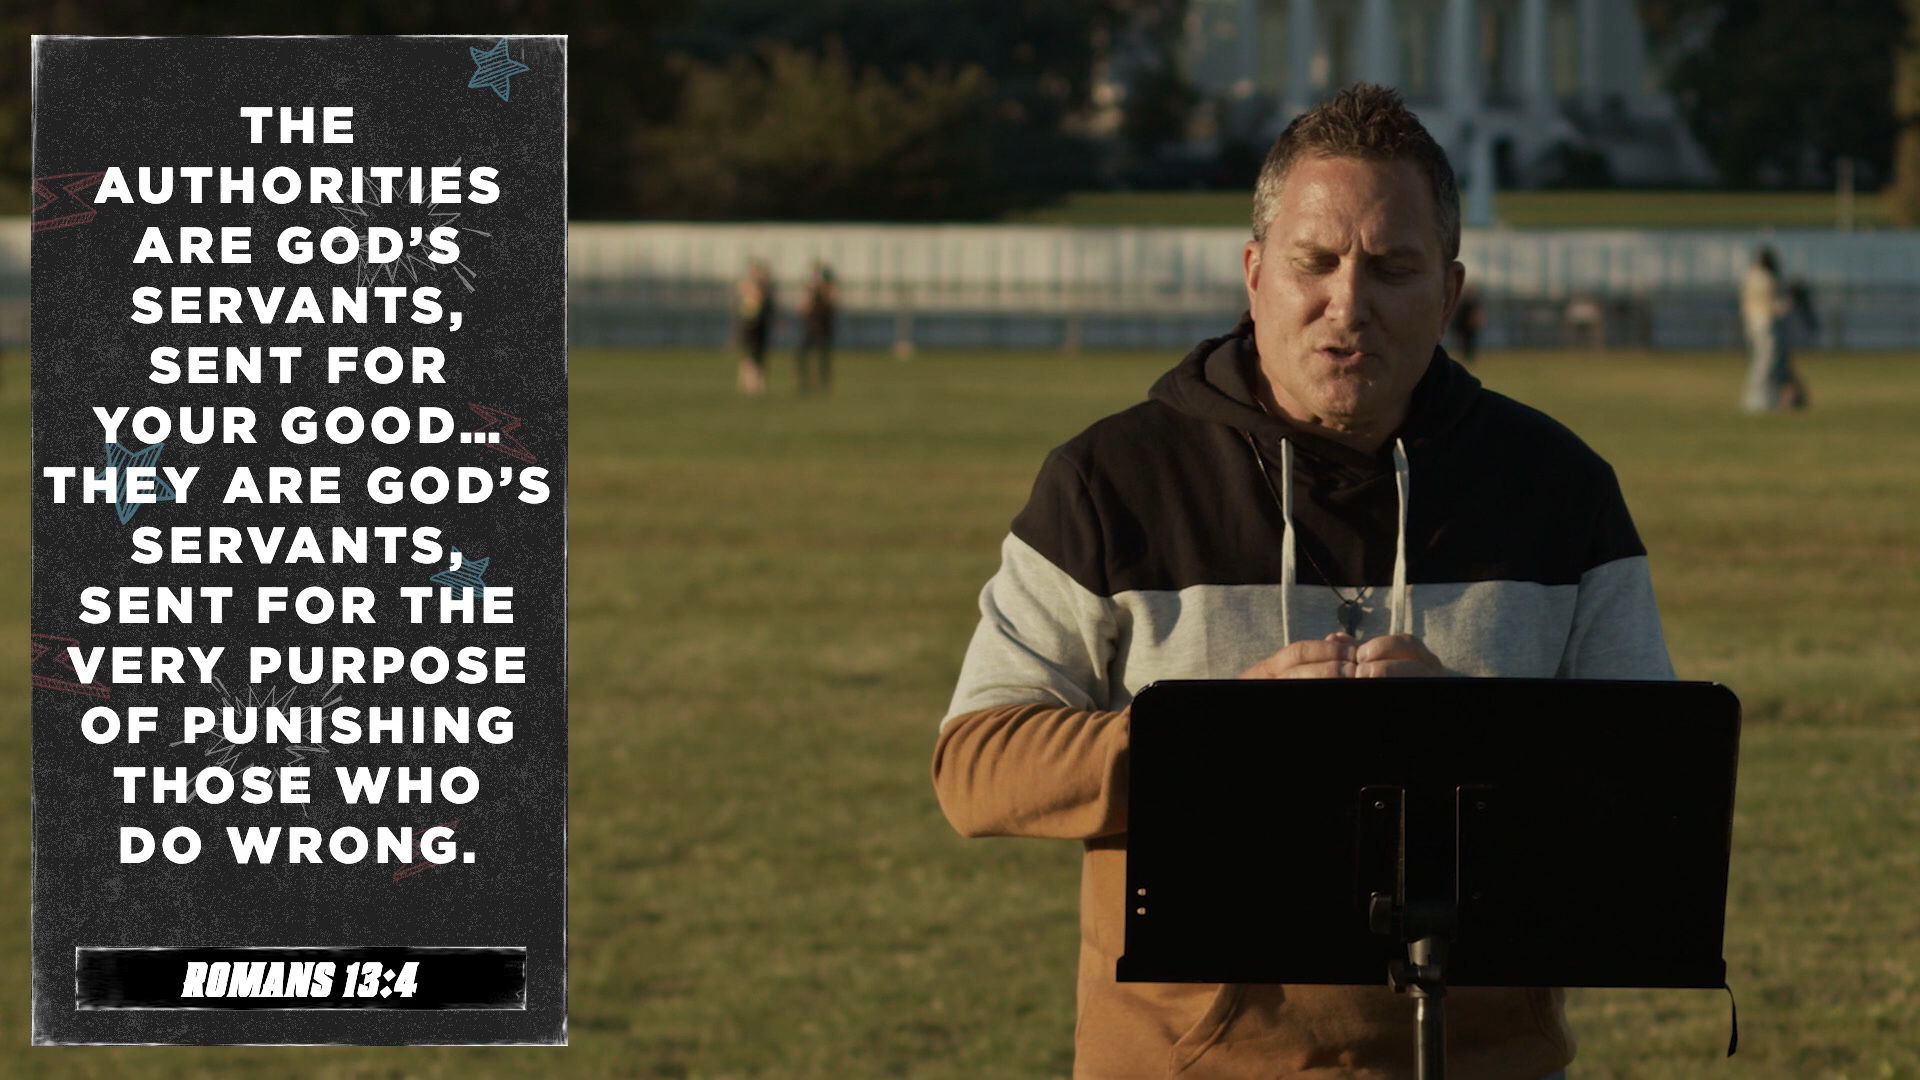 THE
AUTHORITIES
ARE GOD’S
SERVANTS,
SENT FOR
YOUR GOOD...
THEY ARE GOD’S
SERVANTS,
SENT FOR THE
VERY PURPOSE
OF PUNISHING
THOSE WHO
DO WRONG.
ROMANS 13:4